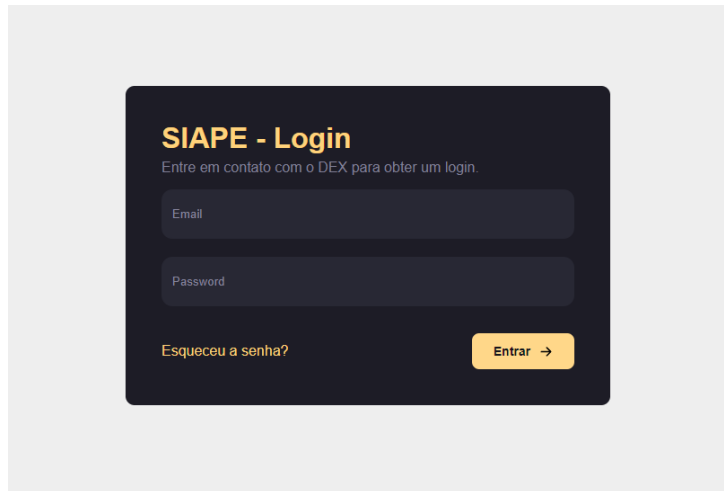 SIAPE - Login
Entre em contato com o DEX para obter um login.
Email
Password
Esqueceu a senha?
Entrar →